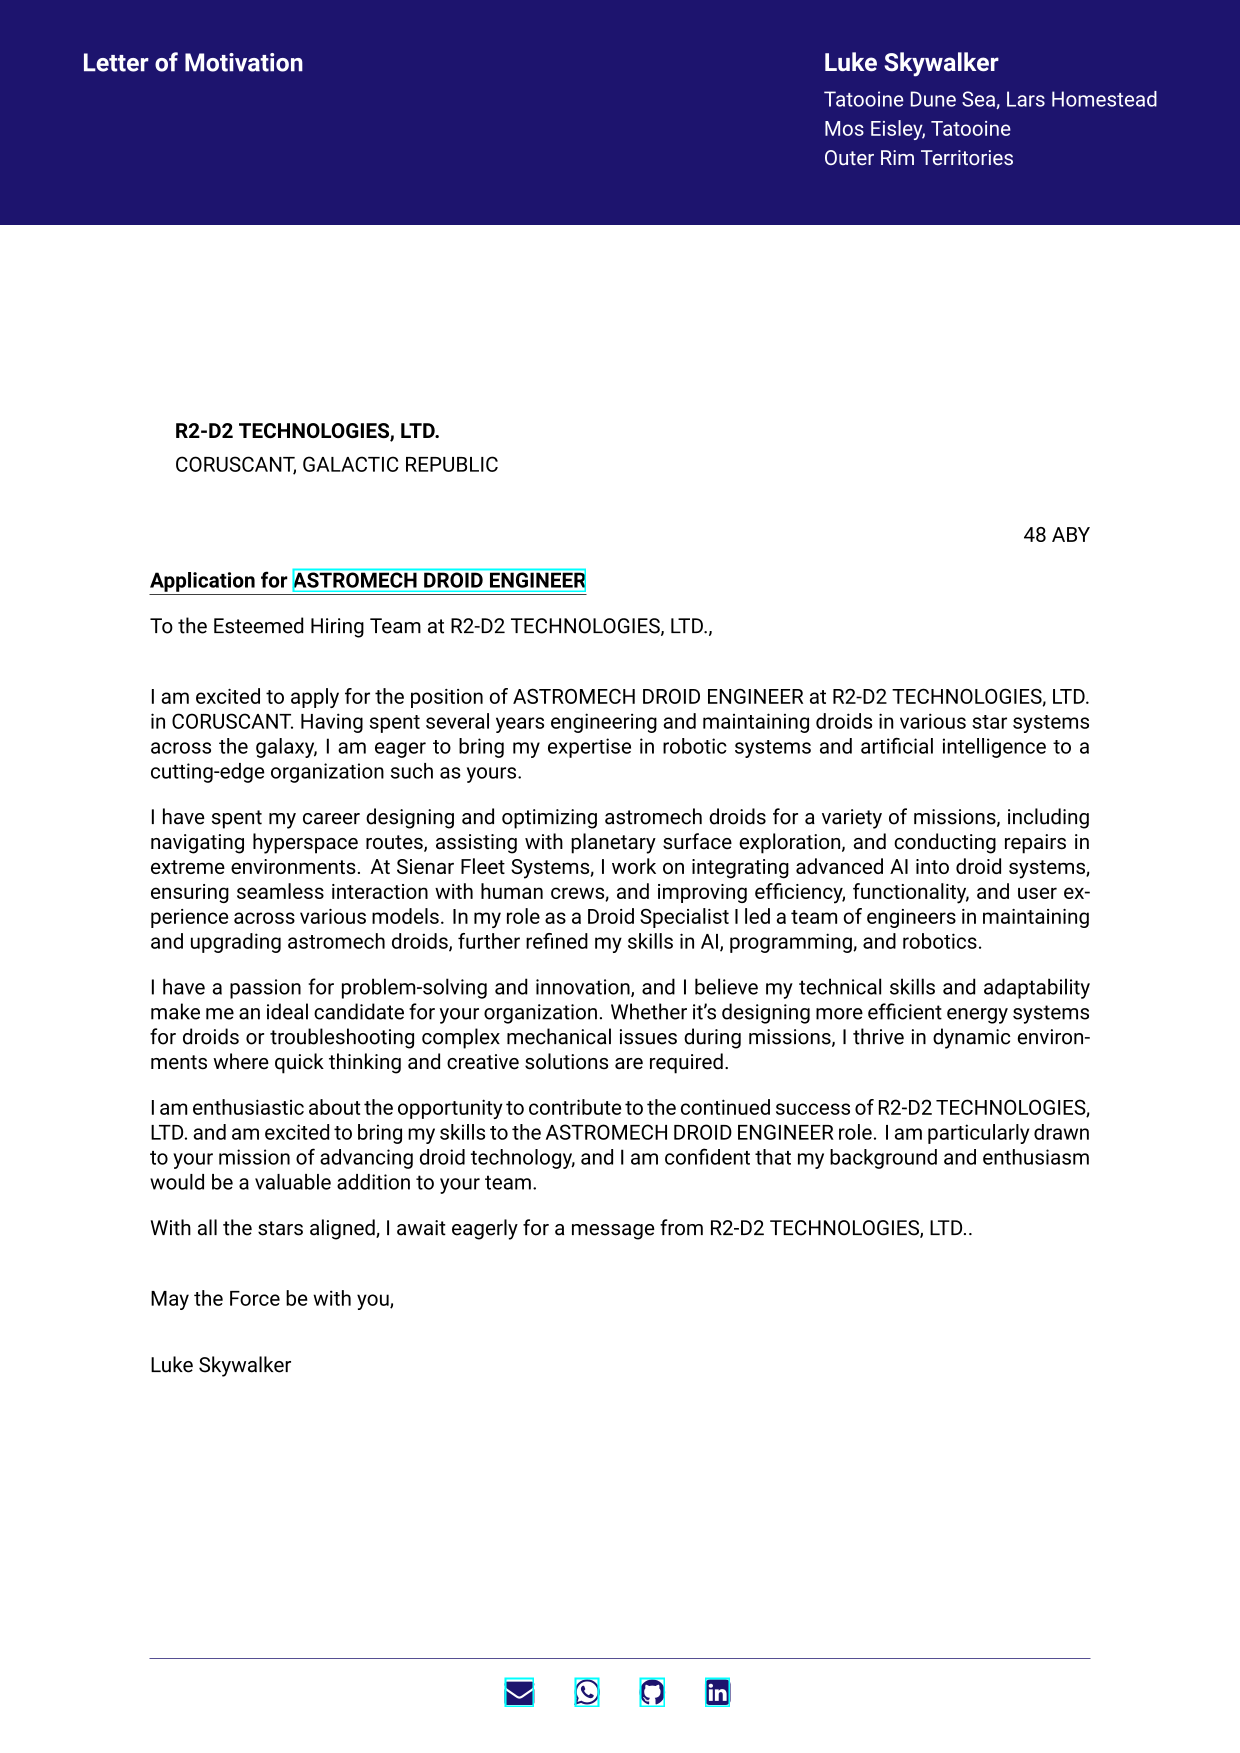 Letter of Motivation
Luke Skywalker
Tatooine Dune Sea, Lars Homestead
Mos Eisley, Tatooine
Outer Rim Territories
R2-D2 TECHNOLOGIES, LTD.
CORUSCANT, GALACTIC REPUBLIC
48 ABY
Application for ASTROMECH DROID ENGINEER
To the Esteemed Hiring Team at R2-D2 TECHNOLOGIES, LTD.,
I am excited to apply for the position of ASTROMECH DROID ENGINEER at R2-D2 TECHNOLOGIES, LTD.
in CORUSCANT. Having spent several years engineering and maintaining droids in various star systems
across the galaxy, I am eager to bring my expertise in robotic systems and artificial intelligence to a
cutting-edge organization such as yours.
I have spent my career designing and optimizing astromech droids for a variety of missions, including
navigating hyperspace routes, assisting with planetary surface exploration, and conducting repairs in
extreme environments. At Sienar Fleet Systems, I work on integrating advanced AI into droid systems,
ensuring seamless interaction with human crews, and improving efficiency, functionality, and user ex-
perience across various models. In my role as a Droid Specialist I led a team of engineers in maintaining
and upgrading astromech droids, further refined my skills in AI, programming, and robotics.
I have a passion for problem-solving and innovation, and I believe my technical skills and adaptability
make me an ideal candidate for your organization. Whether it's designing more efficient energy systems
for droids or troubleshooting complex mechanical issues during missions, I thrive in dynamic environ-
ments where quick thinking and creative solutions are required.
I am enthusiastic about the opportunity to contribute to the continued success of R2-D2 TECHNOLOGIES,
LTD. and am excited to bring my skills to the ASTROMECH DROID ENGINEER role. I am particularly drawn
to your mission of advancing droid technology, and I am confident that my background and enthusiasm
would be a valuable addition to your team.
With all the stars aligned, I await eagerly for a message from R2-D2 TECHNOLOGIES, LTD..
May the Force be with you,
Luke Skywalker